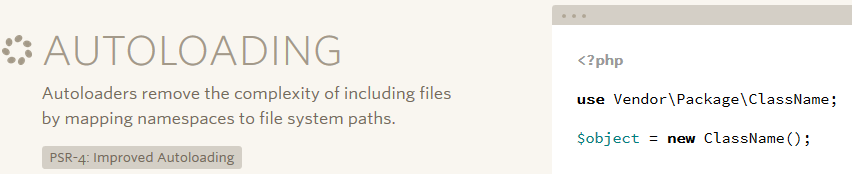 AUTOLOADING
Autoloaders remove the complexity of including files
by mapping namespaces to file system paths.
PSR-4: Improved Autoloading
<?php
use Vendor\Package\ClassName;
$object = new ClassName();